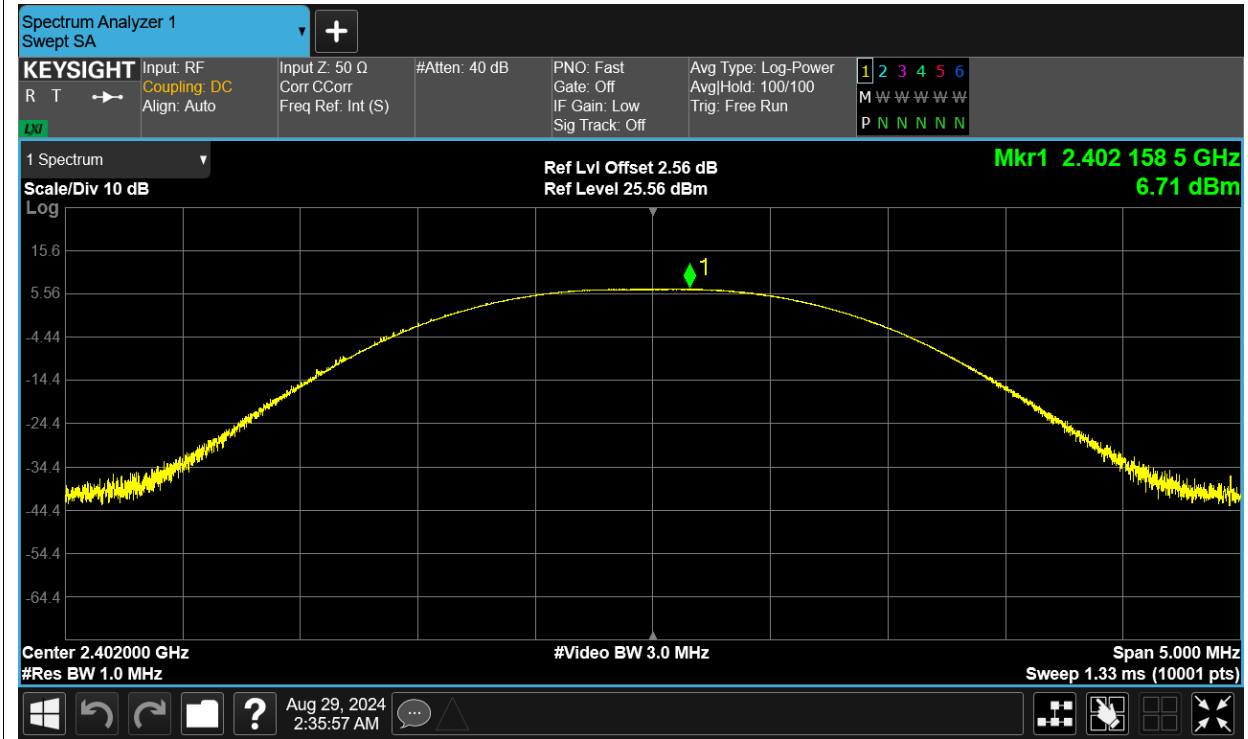 Spectrum Analyzer 1
Swept SA
+
KEYSIGHT
R T
LXI
Input: RF
Coupling: DC
Align: Auto
Input Z: 50 Ω
Corr CCorr
Freq Ref: Int (S)
#Atten: 40 dB
PNO: Fast
Gate: Off
IF Gain: Low
Sig Track: Off
Avg Type: Log-Power
Avg|Hold: 100/100
Trig: Free Run
1 2 3 4 5 6
M W W W W W W
P N N N N N N
1 Spectrum
Scale/Div 10 dB
Log
Ref Lvl Offset 2.56 dB
Ref Level 25.56 dBm
Mkr1 2.402 158 5 GHz
6.71 dBm
1
15.6
5.56
-4.44
-14.4
-24.4
-34.4
-44.4
-54.4
-64.4
Center 2.402000 GHz
#Res BW 1.0 MHz
#Video BW 3.0 MHz
Span 5.000 MHz
Sweep 1.33 ms (10001 pts)
?
Aug 29, 2024
2:35:57 AM